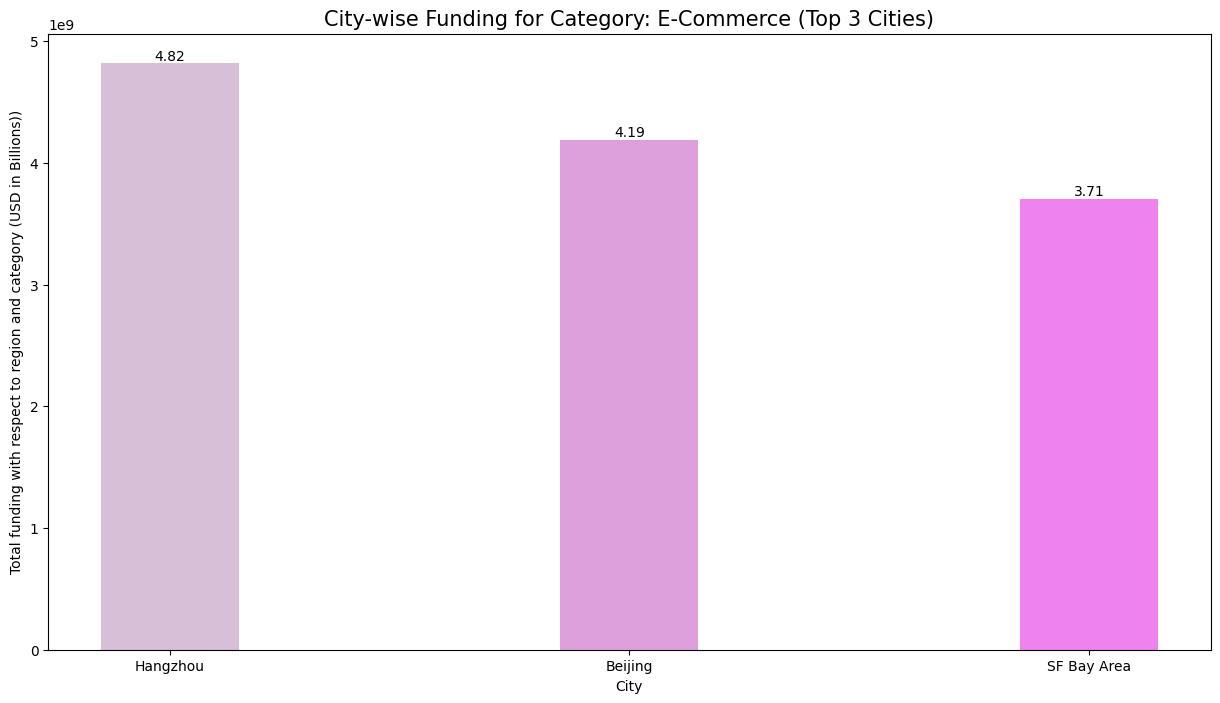 City-wise Funding for Category: E-Commerce (Top 3 Cities)
1e9
Total funding with respect to region and category (USD in Billions))
5
4
3
2
1
0
4.82
4.19
3.71
Hangzhou
Beijing
SF Bay Area
City